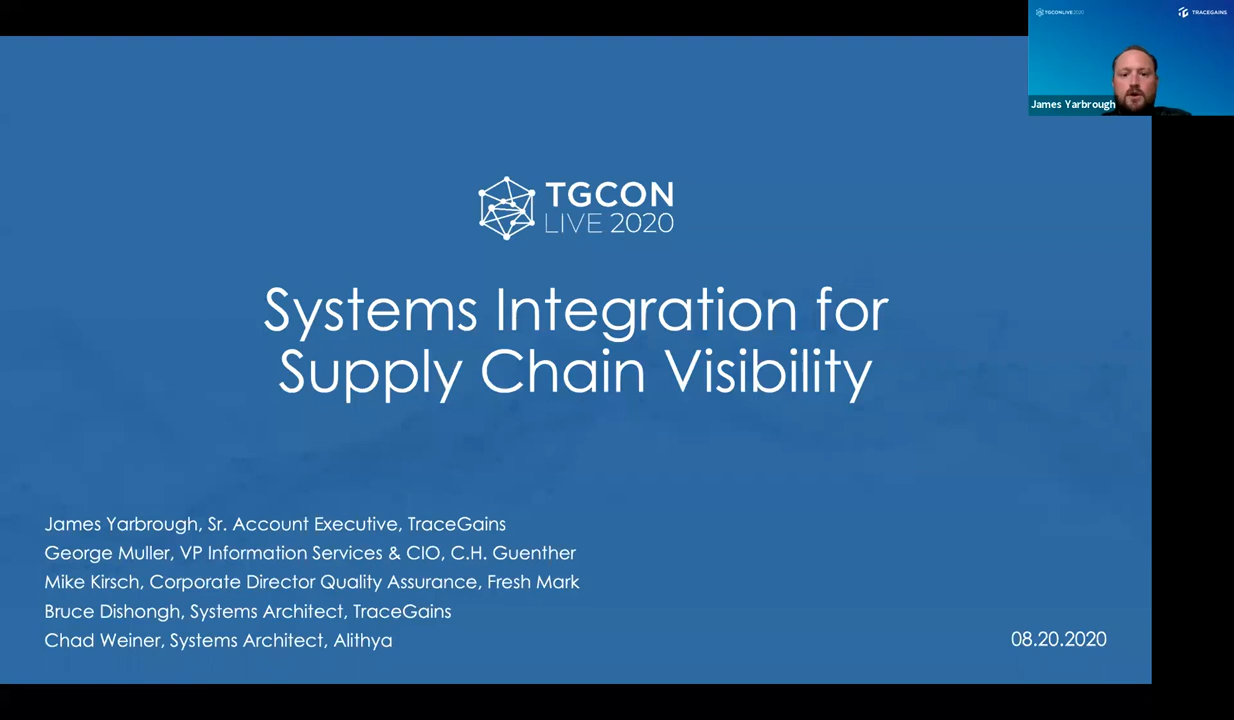 TGCONLIVE2020
TRACEGAINS
James Yarbrough
TGCON
LIVE 2020
Systems Integration for
Supply Chain Visibility
James Yarbrough, Sr. Account Executive, TraceGains
George Muller, VP Information Services & CIO, C.H. Guenther
Mike Kirsch, Corporate Director Quality Assurance, Fresh Mark
Bruce Dishongh, Systems Architect, TraceGains
Chad Weiner, Systems Architect, Alithya
08.20.2020